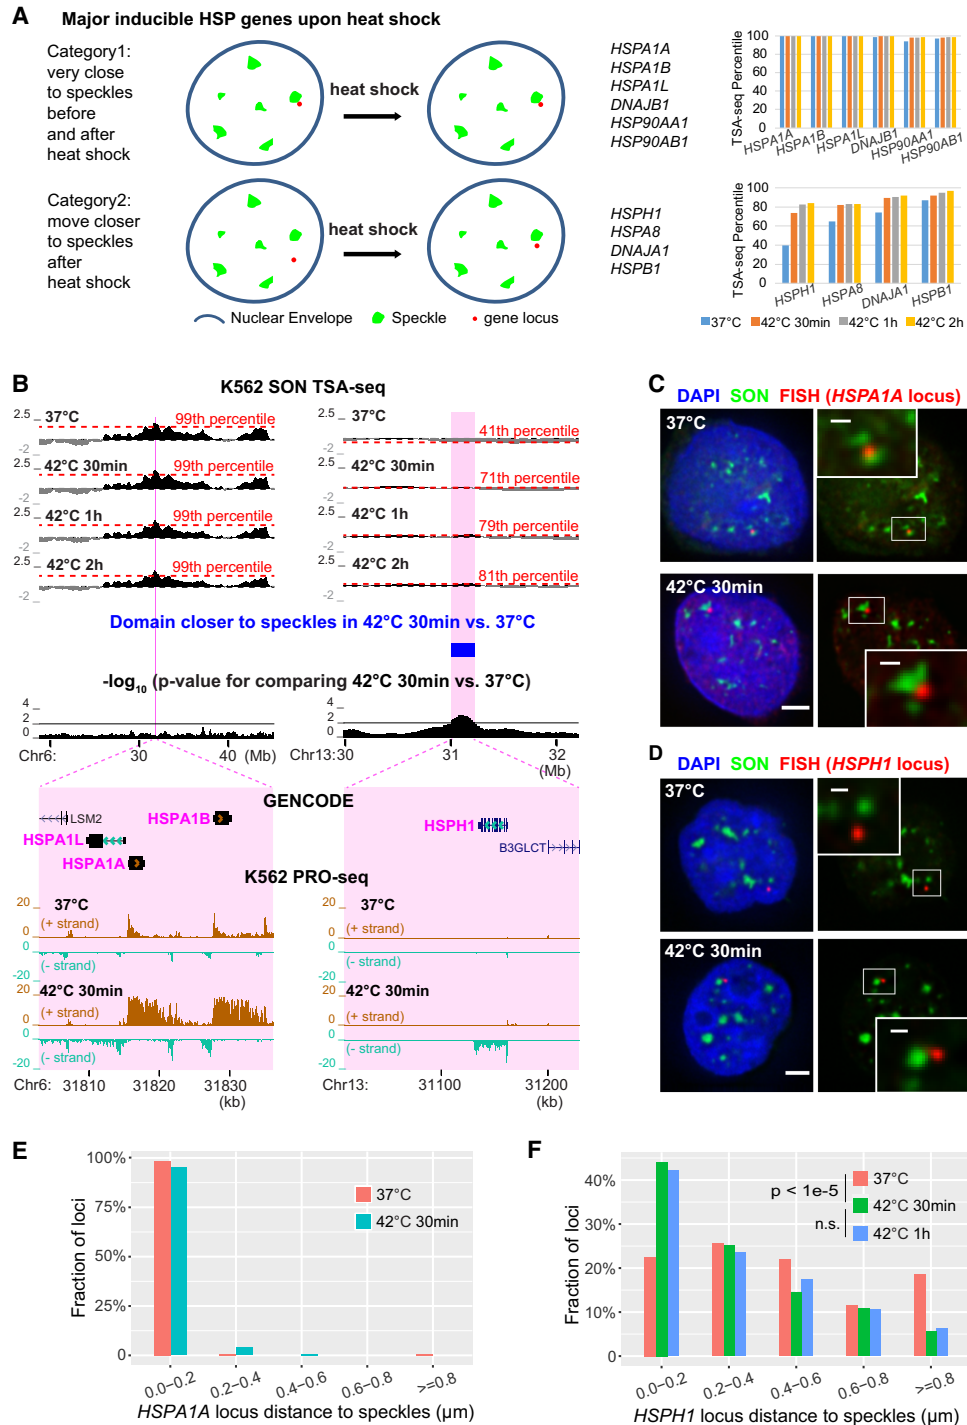 A
Major inducible HSP genes upon heat shock
Category1:
very close
to speckles
before
and after
heat shock
heat shock
HSPA1A
HSPA1B
HSPA1L
DNAJB1
HSP90AA1
HSP90AB1
TSA-seq Percentile
100
80
60
40
20
0
HSPA1A
HSPA1B
HSPA1L
DNAJB1
HSP90AA1
HSP90AB1
Category2:
move closer
to speckles
after
heat shock
heat shock
HSPH1
HSPA8
DNAJA1
HSPB1
TSA-seq Percentile
100
80
60
40
20
0
HSPH1
HSPA8
DNAJA1
HSPB1
Nuclear Envelope
Speckle
gene locus
37°C
42°C 30min
42°C 1h
42°C 2h
B
K562 SON TSA-seq
2.5
37°C
99th percentile
-2
2.5
42°C 30min
99th percentile
-2
2.5
42°C 1h
99th percentile
-2
2.5
42°C 2h
99th percentile
-2
2.5
37°C
41th percentile
-2
2.5
42°C 30min
71th percentile
-2
2.5
42°C 1h
79th percentile
-2
2.5
42°C 2h
81th percentile
-2
Domain closer to speckles in 42°C 30min vs. 37°C
-log10 (p-value for comparing 42°C 30min vs. 37°C)
4
2
0
Chr6:
30
40
(Mb)
4
2
0
Chr13:30
31
32
(Mb)
GENCODE
LSM2
HSPA1B
HSPA1L
HSPA1A
HSPH1
B3GLCT
K562 PRO-seq
20
37°C
(+ strand)
0
0
(- strand)
-20
42°C 30min
20
(+ strand)
0
0
(- strand)
-20
Chr6:
31810
31820
31830
(kb)
20
37°C
(+ strand)
0
0
(- strand)
-20
42°C 30min
20
(+ strand)
0
0
(- strand)
-20
Chr13:
31100
31200
(kb)
C
DAPI SON FISH (HSPA1A locus)
37°C
42°C 30min
D
DAPI SON FISH (HSPH1 locus)
37°C
42°C 30min
E
Fraction of loci
100%
75%
50%
25%
0
37°C
42°C 30min
0.0–0.2
0.2–0.4
0.4–0.6
0.6–0.8
>=0.8
HSPA1A locus distance to speckles (µm)
F
Fraction of loci
40%
30%
20%
10%
0
p < 1e-5
n.s.
37°C
42°C 30min
42°C 1h
0.0–0.2
0.2–0.4
0.4–0.6
0.6–0.8
>=0.8
HSPH1 locus distance to speckles (µm)